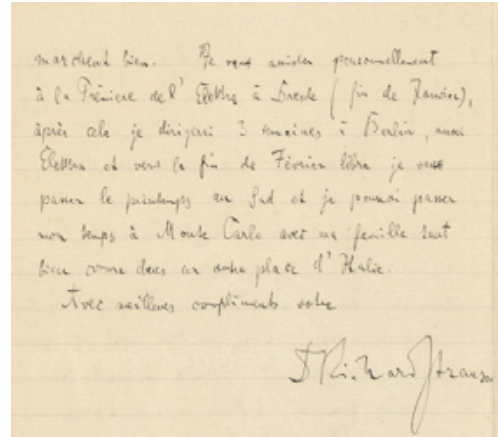 marchent bien. Je veux assister personnellement
à la Première de l' Elektra à Dresde (fin de Janvier),
après cela je dirigerai 3 semaines à Berlin, aussi
Elektra et vers la fin de Février libre je veux
passer le printemps au Sud et je pourrai passer
mon temps à Monte Carlo avec ma famille tout
bien comme dans un autre place d'Italie.
Avec meilleures compliments votre
Dr Richard Strauss